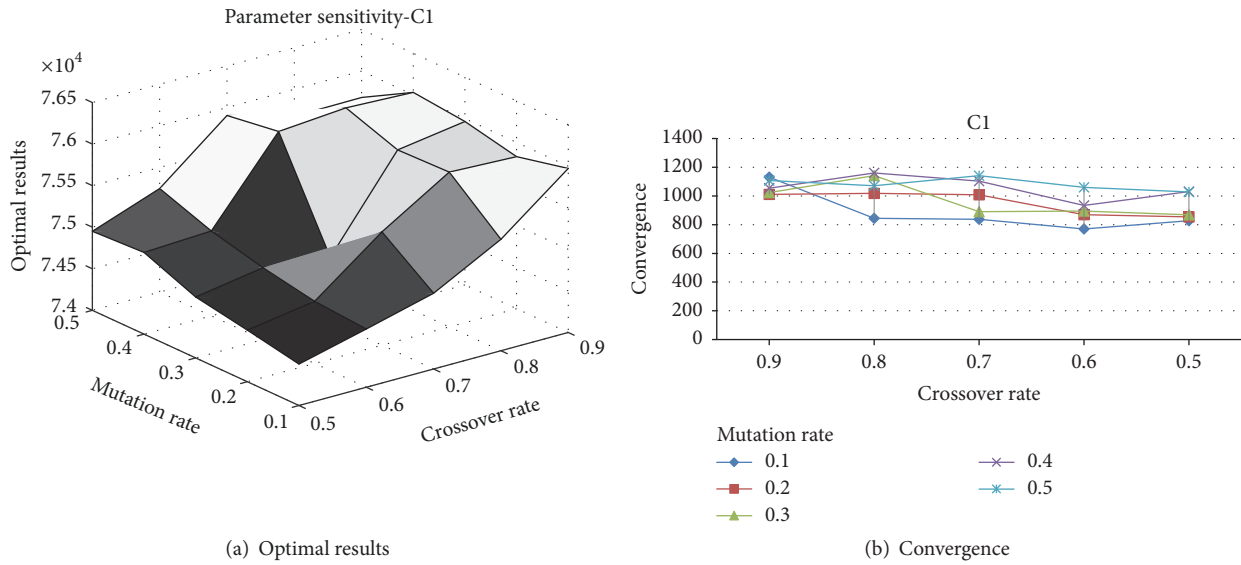 Parameter sensitivity-C1
×10⁴
7.65
7.6
7.55
7.5
7.45
7.4
Optimal results
0.5
0.4
0.3
0.2
0.1
Mutation rate
0.5
0.6
0.7
0.8
0.9
Crossover rate
(a) Optimal results
C1
1400
1200
1000
800
600
400
200
0
Convergence
0.9 0.8 0.7 0.6 0.5
Crossover rate
Mutation rate
0.1
0.2
0.3
0.4
0.5
(b) Convergence